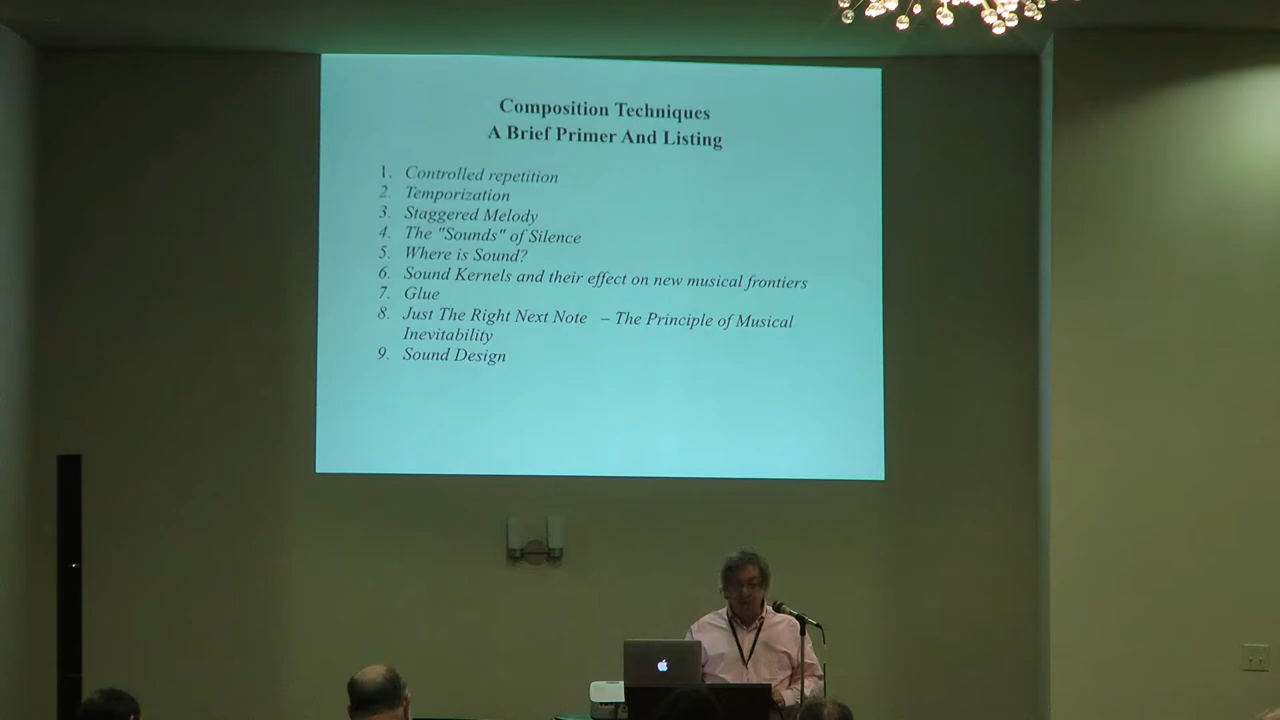 Composition Techniques
A Brief Primer And Listing
1. Controlled repetition
2. Temporization
3. Staggered Melody
4. The "Sounds" of Silence
5. Where is Sound?
6. Sound Kernels and their effect on new musical frontiers
7. Glue
8. Just The Right Next Note – The Principle of Musical
Inevitability
9. Sound Design